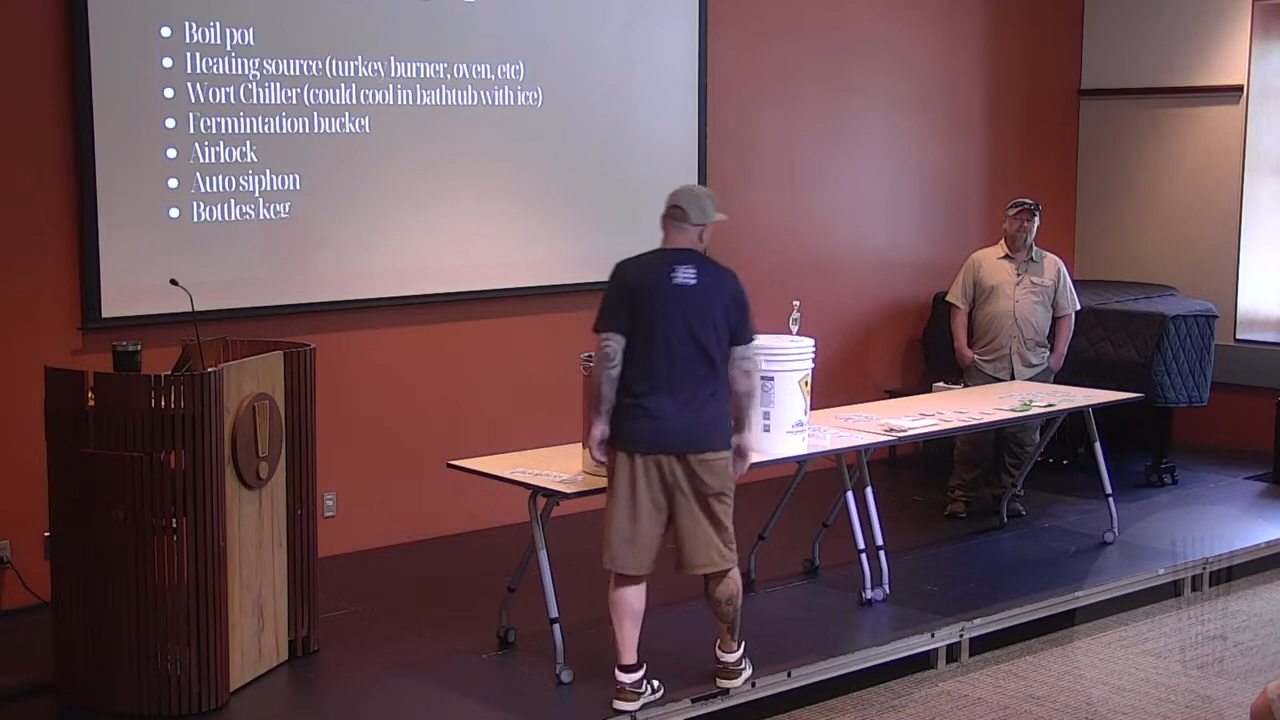 Boil pot
Heating source (turkey burner, oven, etc)
Wort Chiller (could cool in bathtub with ice)
Fermintation bucket
Airlock
Auto siphon
Bottles/keg